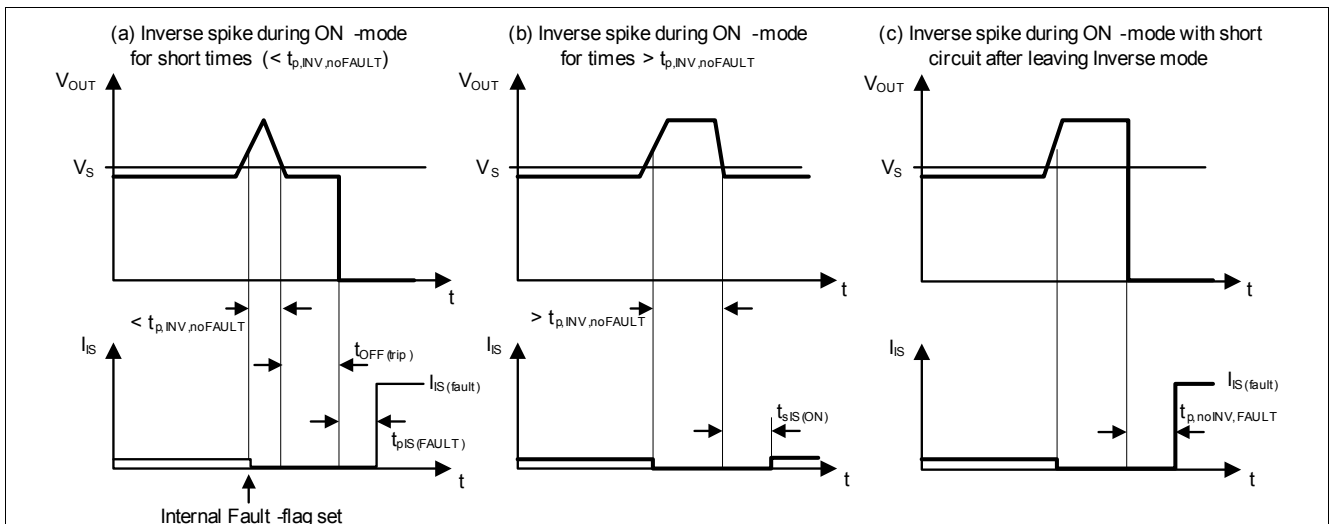 (a) Inverse spike during ON -mode
for short times (< tp,INV,noFAULT)
VOUT
VS
t
< tp,INV,noFAULT
IIS
tOFF(trip)
IIS(fault)
tpIS(FAULT)
t
Internal Fault -flag set
(b) Inverse spike during ON -mode
for times > tp,INV,noFAULT
VOUT
VS
t
> tp,INV,noFAULT
IIS
tsIS(ON)
t
(c) Inverse spike during ON -mode with short
circuit after leaving Inverse mode
VOUT
VS
t
IIS
IIS(fault)
tp,noINV,FAULT
t